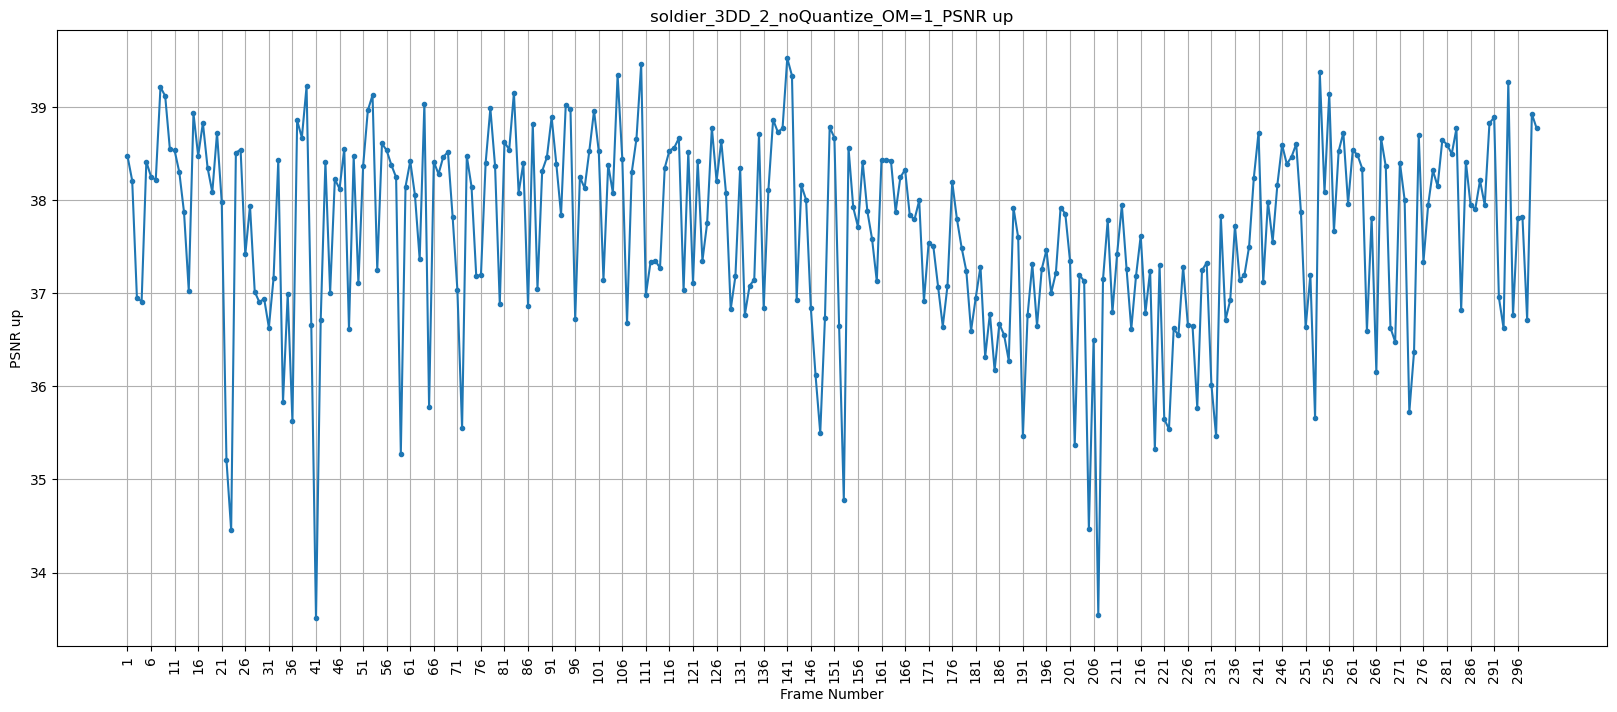 soldier_3DD_2_noQuantize_OM=1_PSNR up
PSNR up
39
38
37
36
35
34
1 6 11 16 21 26 31 36 41 46 51 56 61 66 71 76 81 86 91 96 101 106 111 116 121 126 131 136 141 146 151 156 161 166 171 176 181 186 191 196 201 206 211 216 221 226 231 236 241 246 251 256 261 266 271 276 281 286 291 296
Frame Number